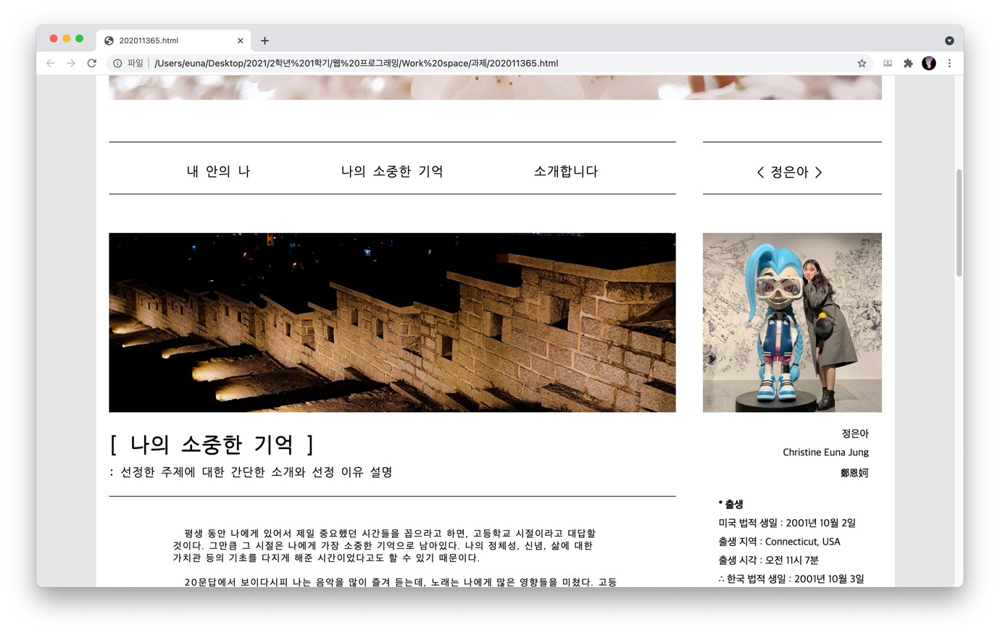 202011365.html
파일
/Users/euna/Desktop/2021/2학년%201학기/웹%20프로그래밍/Work%20space/과제/202011365.html
내 안의 나
나의 소중한 기억
소개합니다
< 정은아 >
[ 나의 소중한 기억 ]
: 선정한 주제에 대한 간단한 소개와 선정 이유 설명
평생 동안 나에게 있어서 제일 중요했던 시간들을 꼽으라고 하면, 고등학교 시절이라고 대답할
것이다. 그만큼 그 시절은 나에게 가장 소중한 기억으로 남아있다. 나의 정체성, 신념, 삶에 대한
가치관 등의 기초를 다지게 해준 시간이었다고도 할 수 있기 때문이다.
20문답에서 보이다시피 나는 음악을 많이 즐겨 듣는데, 노래는 나에게 많은 영향들을 미쳤다. 고등
정은아
Christine Euna Jung
鄭恩妸
* 출생
미국 법적 생일 : 2001년 10월 2일
출생 지역 : Connecticut, USA
출생 시각 : 오전 11시 7분
∴ 한국 법적 생일 : 2001년 10월 3일